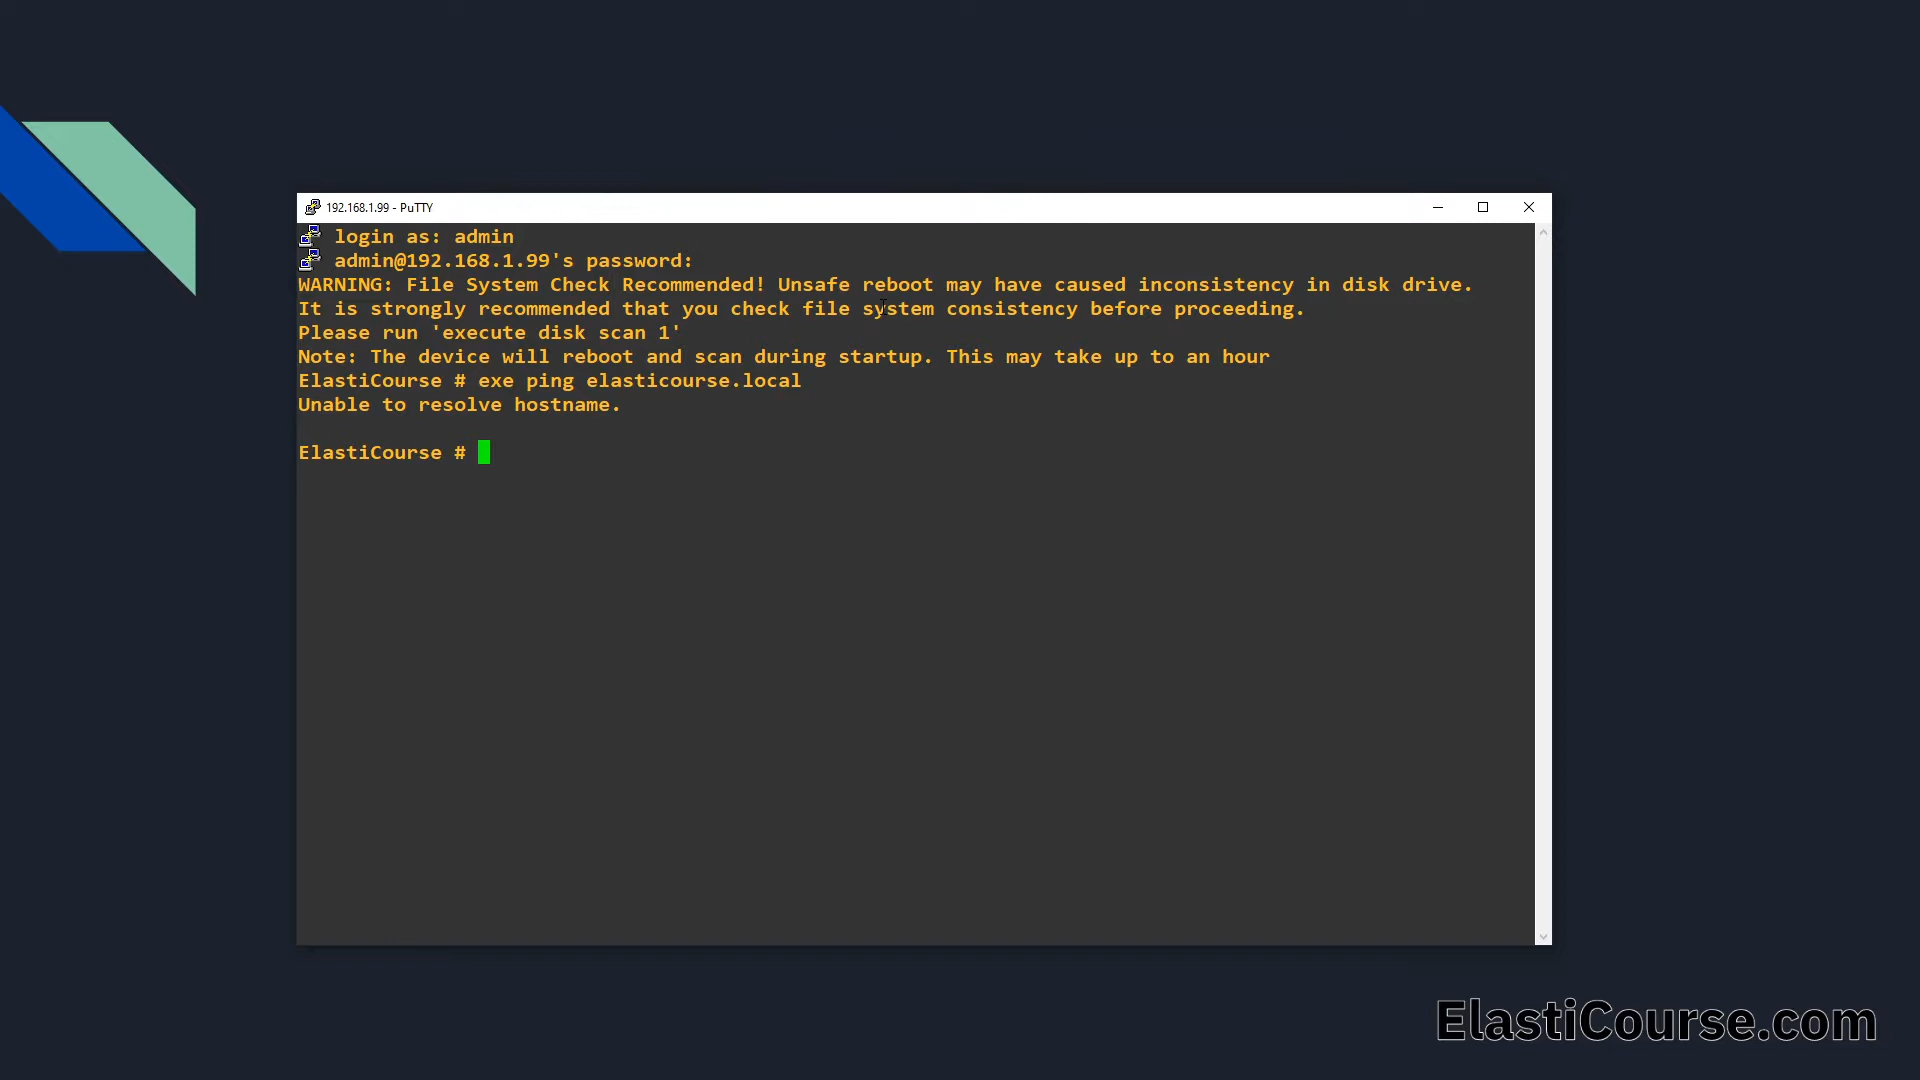 192.168.1.99 - PuTTY
login as: admin
admin@192.168.1.99's password:
WARNING: File System Check Recommended! Unsafe reboot may have caused inconsistency in disk drive.
It is strongly recommended that you check file system consistency before proceeding.
Please run 'execute disk scan 1'
Note: The device will reboot and scan during startup. This may take up to an hour
ElastiCourse # exe ping elasticourse.local
Unable to resolve hostname.
ElastiCourse #
ElastiCourse.com